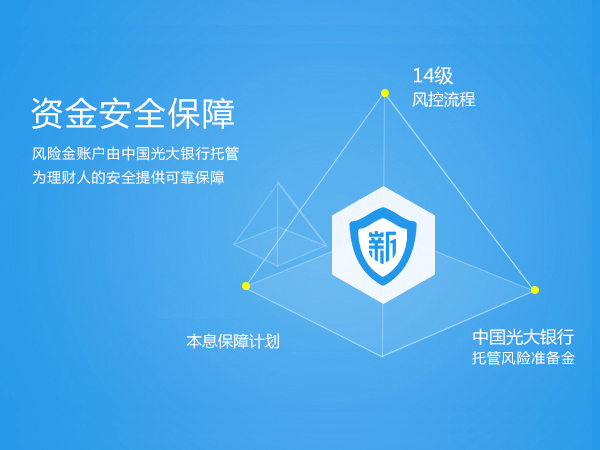 资金安全保障
风险金账户由中国光大银行托管
为理财人的安全提供可靠保障
14级
风控流程
新
本息保障计划
中国光大银行
托管风险准备金